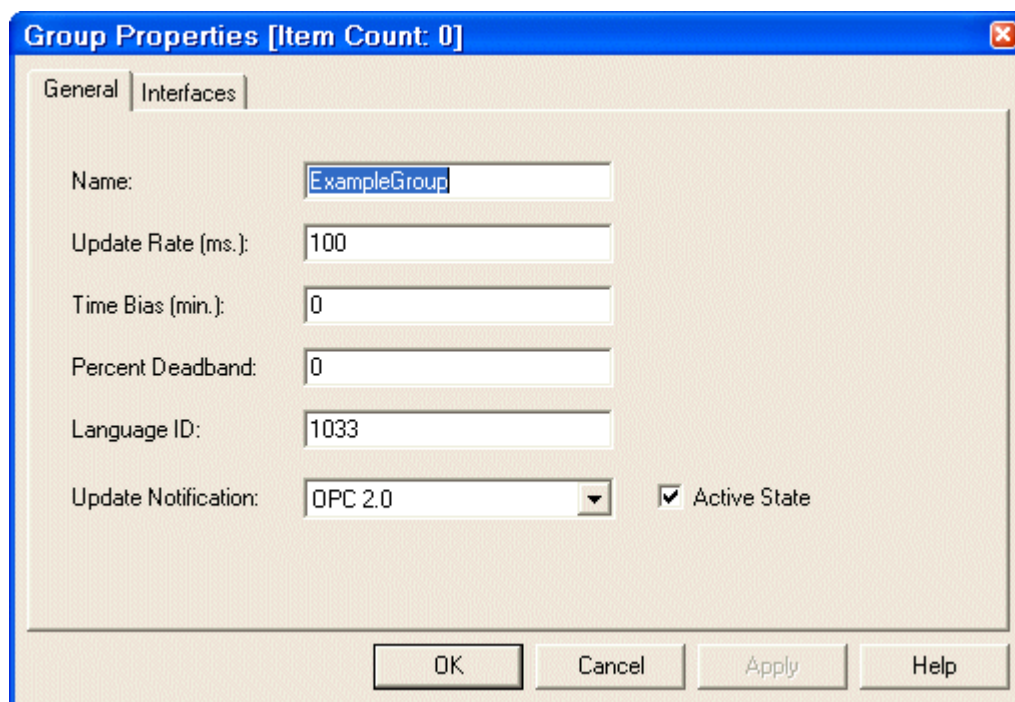 Group Properties [Item Count: 0]
General Interfaces
Name: ExampleGroup
Update Rate (ms.): 100
Time Bias (min.): 0
Percent Deadband: 0
Language ID: 1033
Update Notification: OPC 2.0 Active State
OK Cancel Apply Help